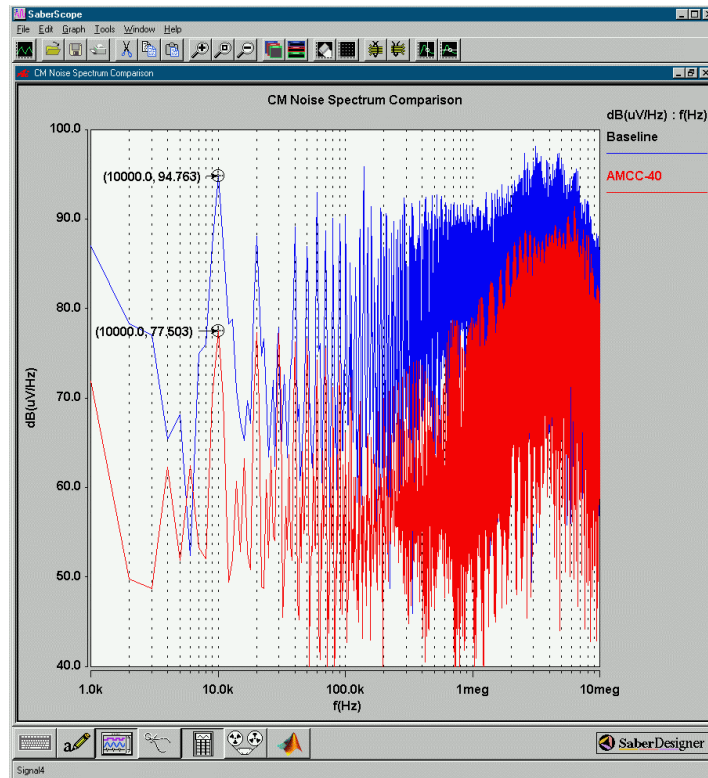 SaberScope
File Edit Graph Tools Window Help
CM Noise Spectrum Comparison
CM Noise Spectrum Comparison
dB(uV/Hz) : f(Hz)
Baseline
AMCC-40
100.0
90.0
80.0
70.0
60.0
50.0
40.0
dB(uV/Hz)
(10000.0, 94.763)
(10000.0, 77.503)
1.0k 10.0k 100.0k 1meg 10meg
f(Hz)
a
SaberDesigner
Signal4